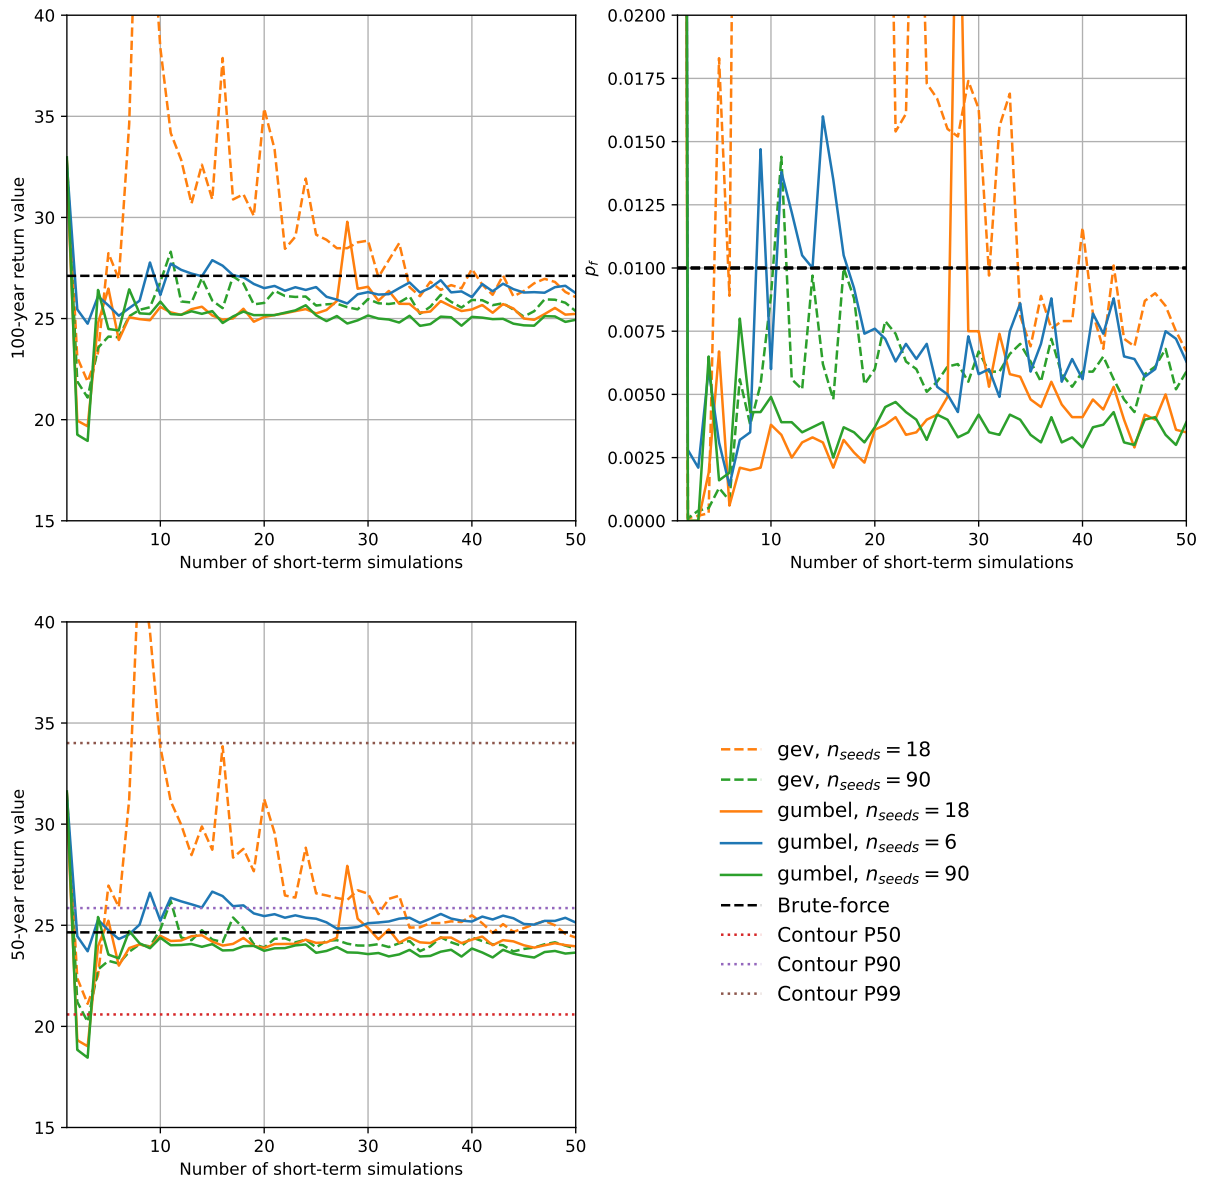 40
35
30
25
20
15
100-year return value
10 20 30 40 50
Number of short-term simulations
0.0200
0.0175
0.0150
0.0125
0.0100
0.0075
0.0050
0.0025
0.0000
p_f
10 20 30 40 50
Number of short-term simulations
40
35
30
25
20
15
50-year return value
10 20 30 40 50
Number of short-term simulations
gev, n_seeds = 18
gev, n_seeds = 90
gumbel, n_seeds = 18
gumbel, n_seeds = 6
gumbel, n_seeds = 90
Brute-force
Contour P50
Contour P90
Contour P99